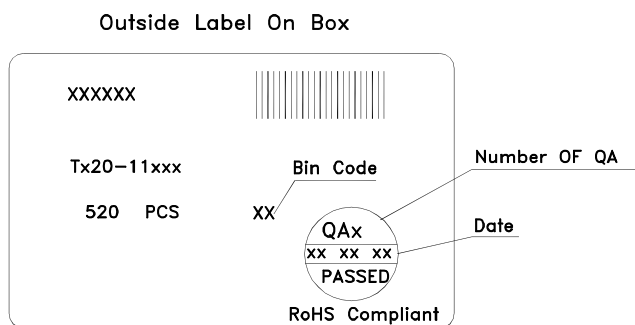 Outside Label On Box
XXXXXX
Tx20-11xxx
Bin Code
Number OF QA
520 PCS
XX
QAx
Date
XX XX XX
PASSED
RoHS Compliant